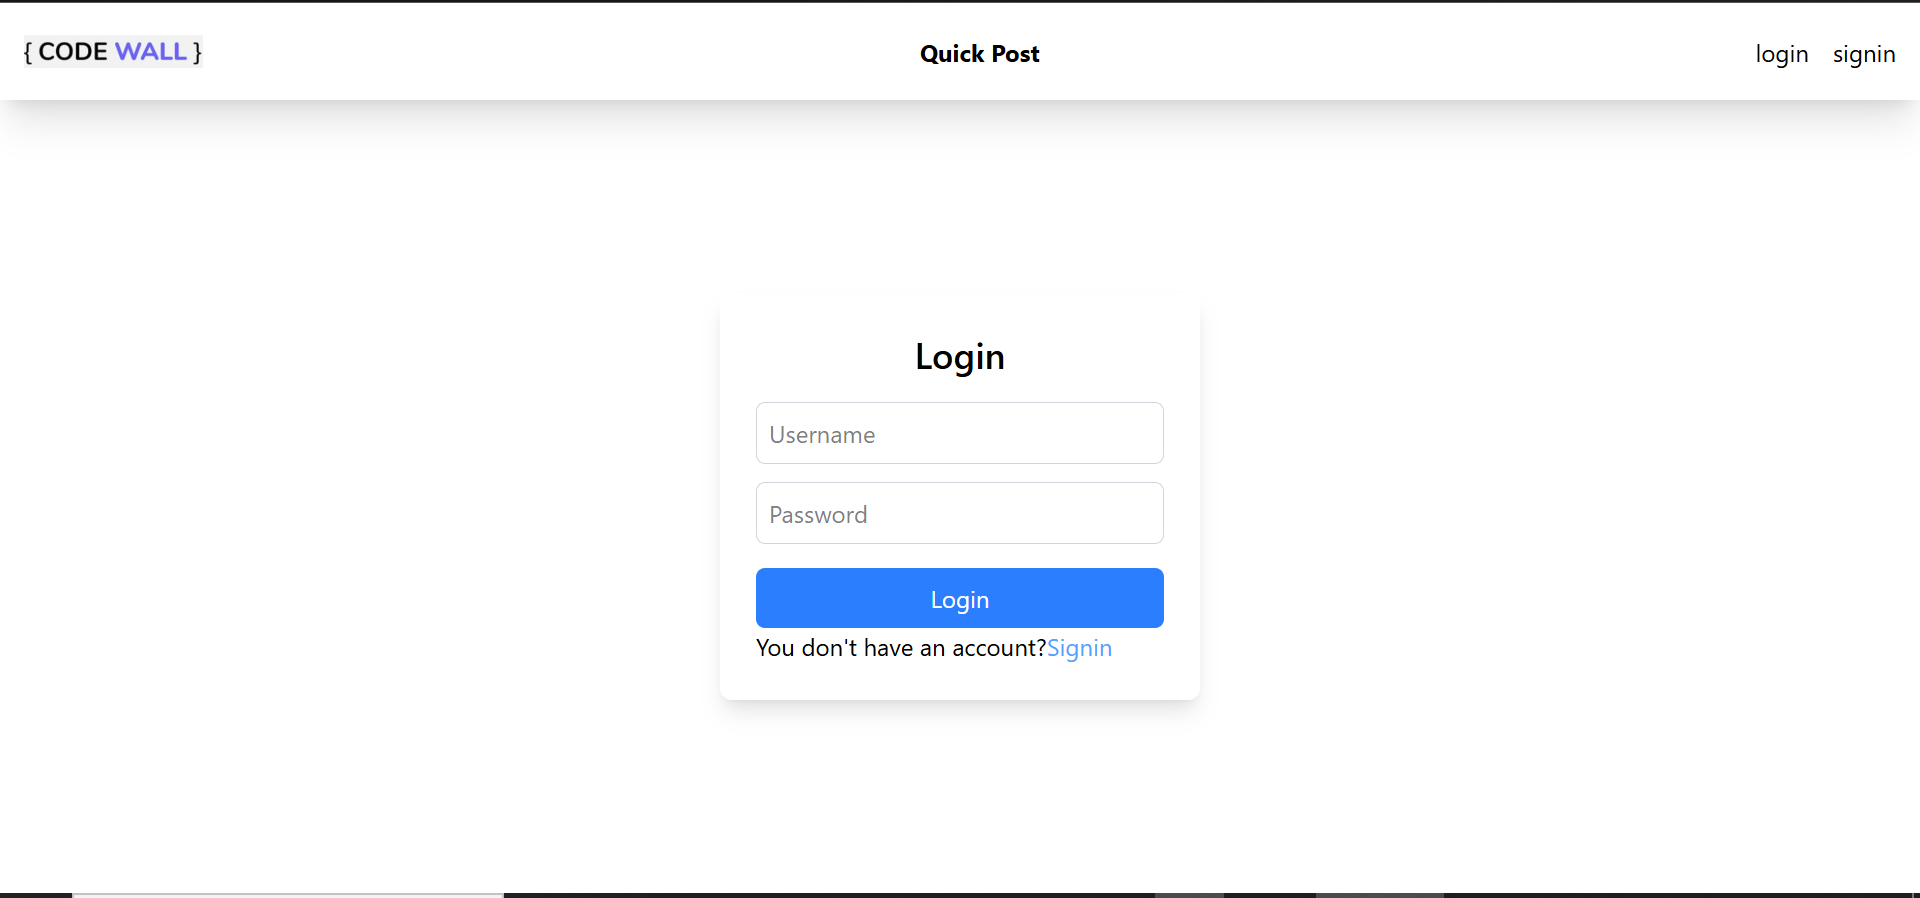 { CODE WALL }
Quick Post
login signin
Login
Username
Password
Login
You don't have an account?Signin